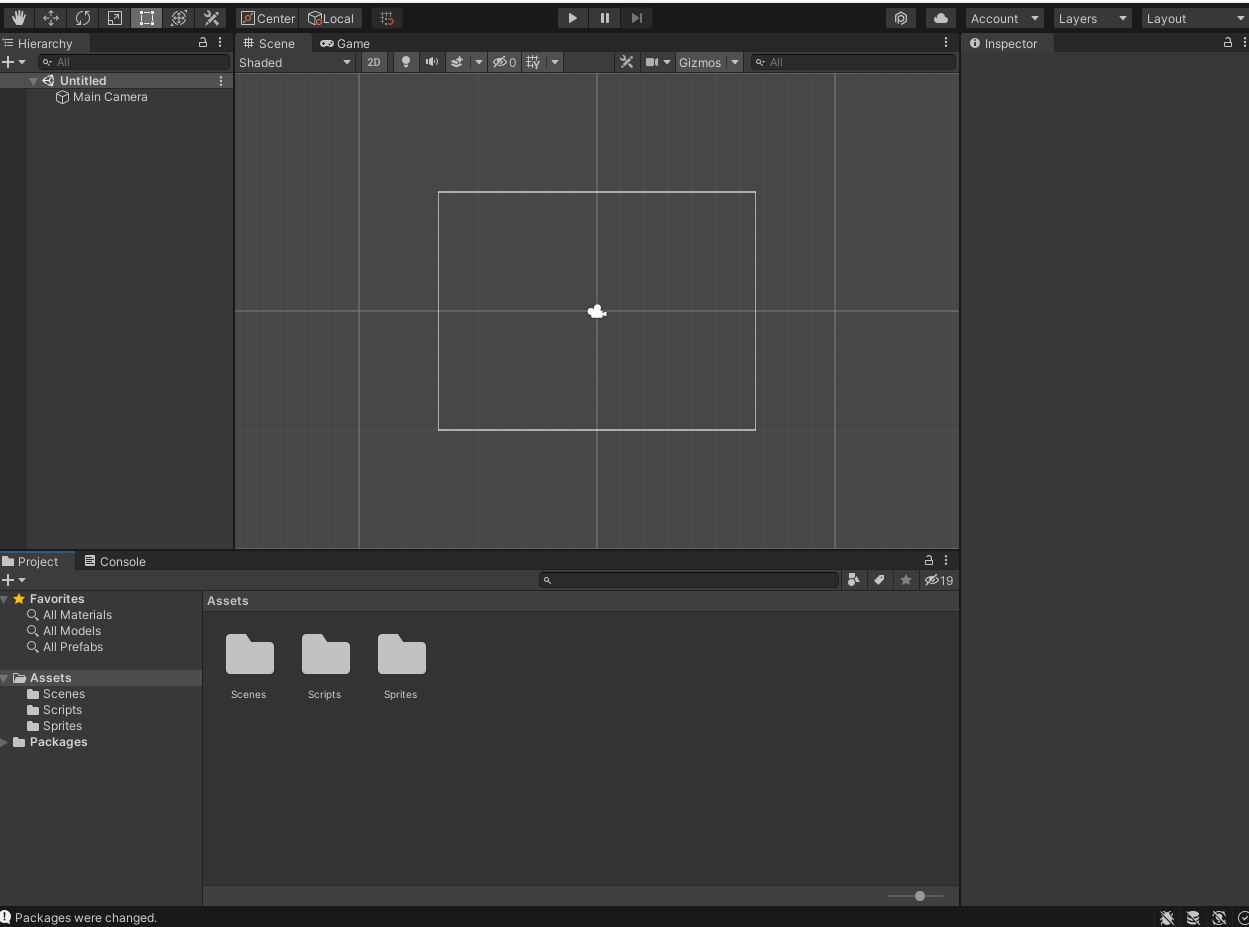 Center Local Account Layers Layout
Hierarchy Scene Game Inspector
All Shaded 2D 0 Gizmos All
Untitled
Main Camera
Project Console
19
Favorites Assets
All Materials
All Models
All Prefabs
Assets
Scenes Scenes Scripts Sprites
Scripts
Sprites
Packages
Packages were changed.